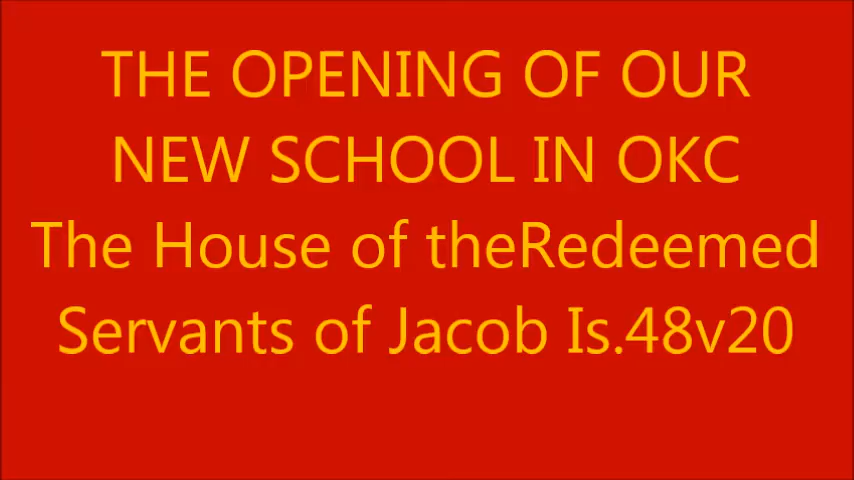 THE OPENING OF OUR
NEW SCHOOL IN OKC
The House of theRedeemed
Servants of Jacob Is.48v20